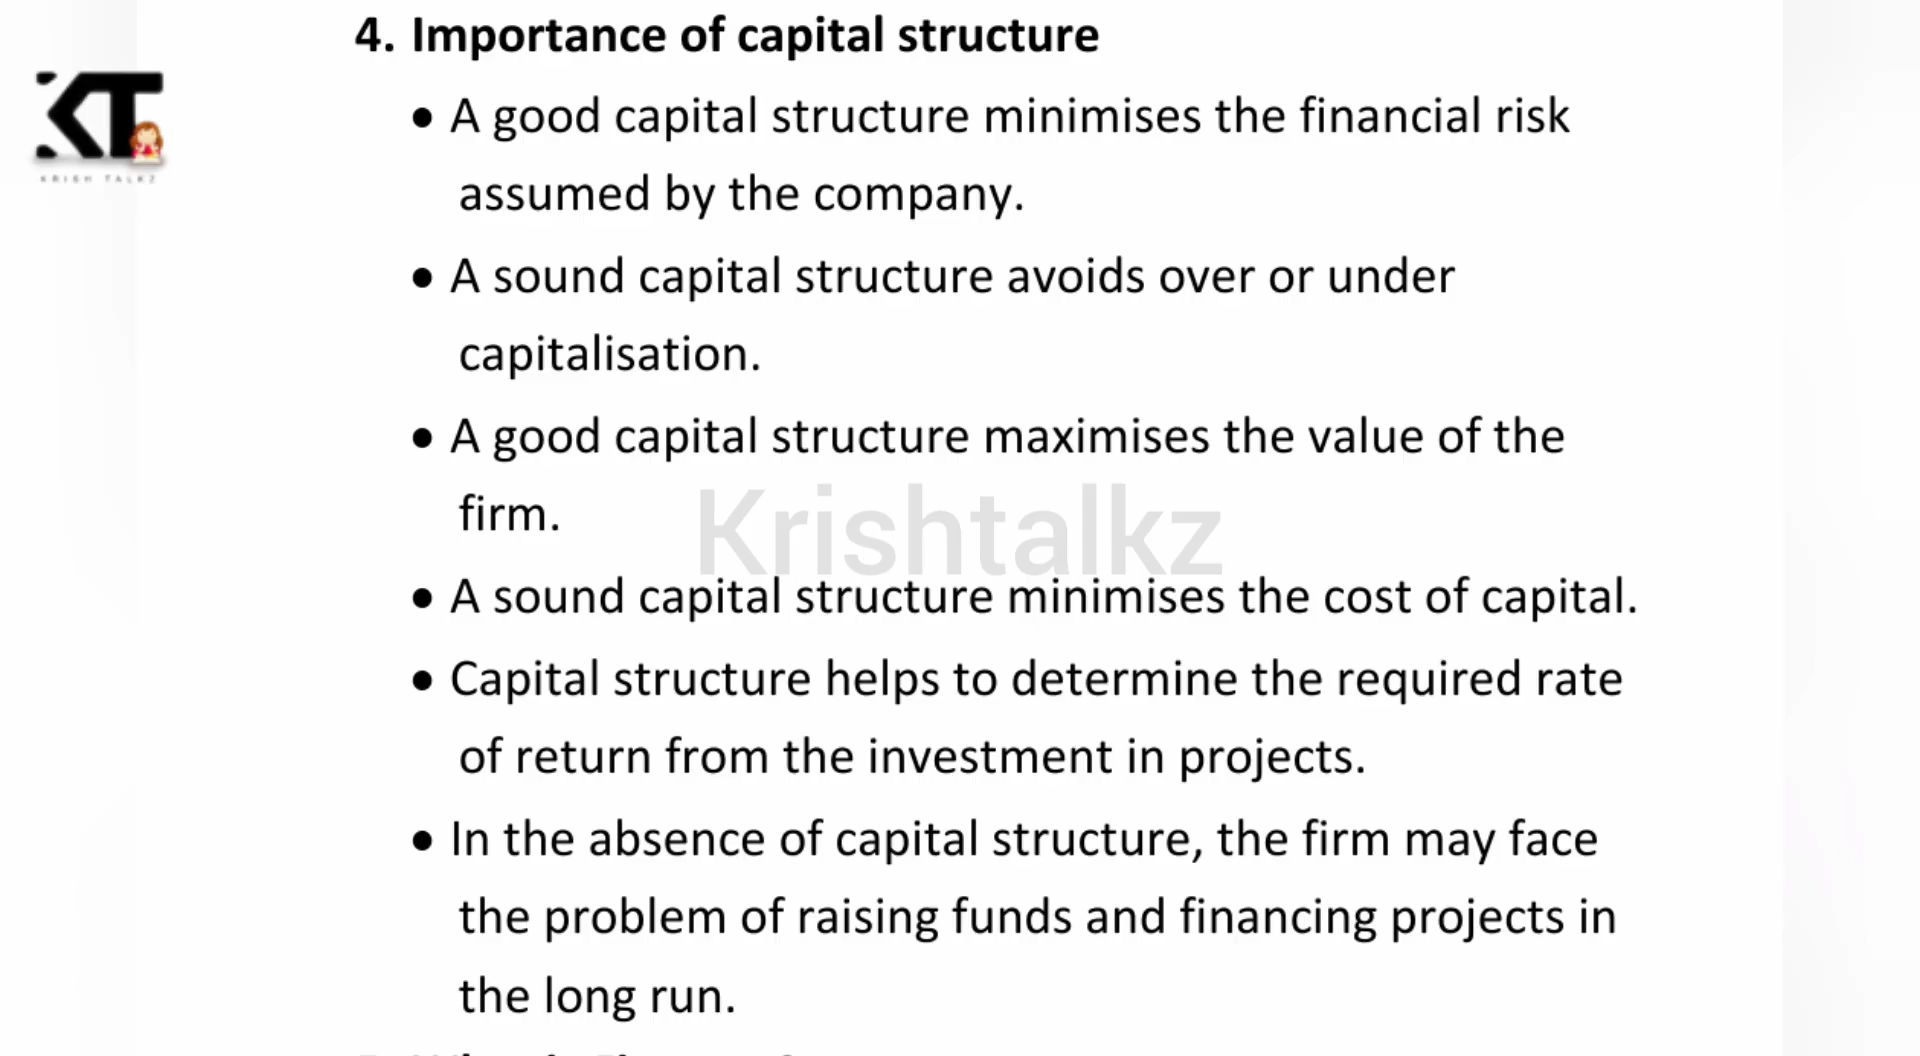 4. Importance of capital structure
KT
KRISH TALKZ
• A good capital structure minimises the financial risk
assumed by the company.
• A sound capital structure avoids over or under
capitalisation.
• A good capital structure maximises the value of the
firm.
Krishtalkz
• A sound capital structure minimises the cost of capital.
• Capital structure helps to determine the required rate
of return from the investment in projects.
• In the absence of capital structure, the firm may face
the problem of raising funds and financing projects in
the long run.